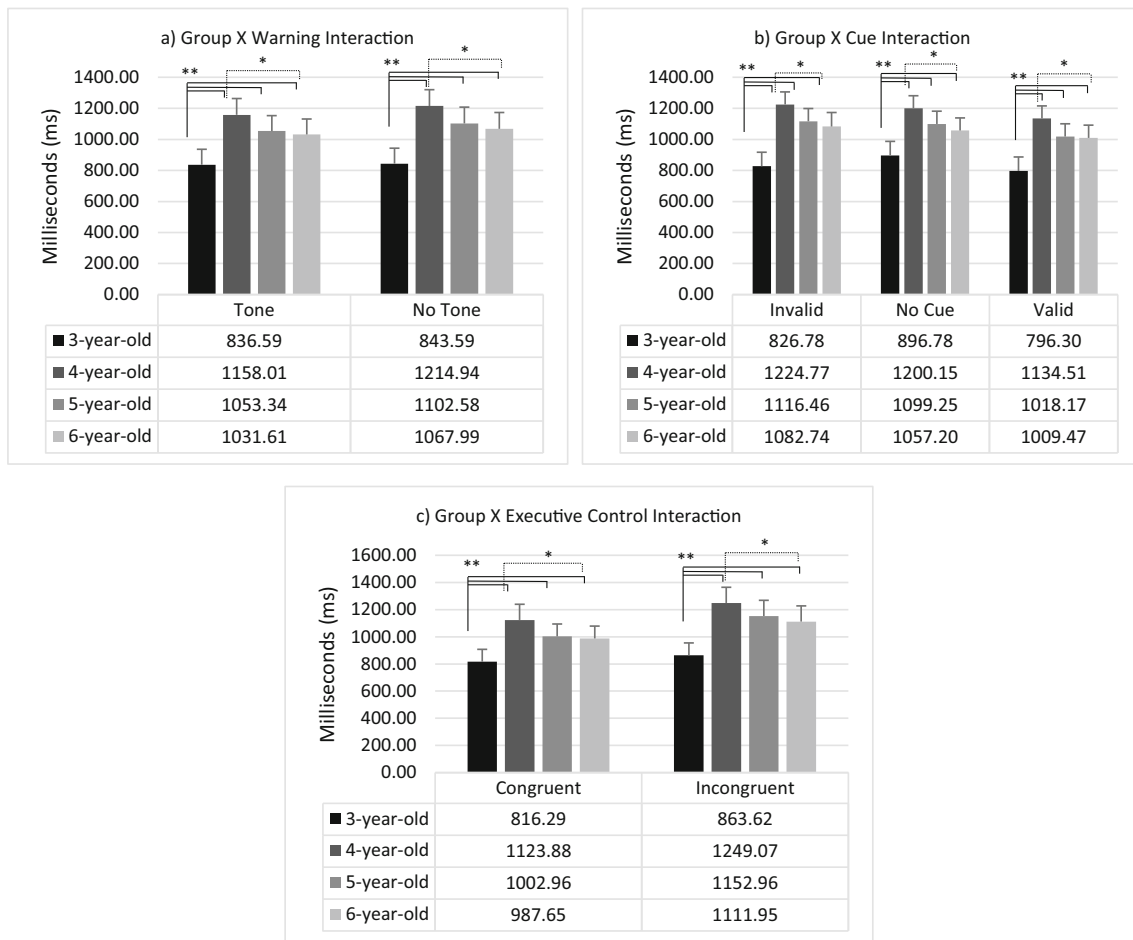 a) Group X Warning Interaction
** * ** *
1400.00
1200.00
1000.00
800.00
600.00
400.00
200.00
0.00
Milliseconds (ms)
Tone No Tone
3-year-old 836.59 843.59
4-year-old 1158.01 1214.94
5-year-old 1053.34 1102.58
6-year-old 1031.61 1067.99
b) Group X Cue Interaction
** * ** * ** *
1400.00
1200.00
1000.00
800.00
600.00
400.00
200.00
0.00
Milliseconds (ms)
Invalid No Cue Valid
3-year-old 826.78 896.78 796.30
4-year-old 1224.77 1200.15 1134.51
5-year-old 1116.46 1099.25 1018.17
6-year-old 1082.74 1057.20 1009.47
c) Group X Executive Control Interaction
** * ** *
1600.00
1400.00
1200.00
1000.00
800.00
600.00
400.00
200.00
0.00
Milliseconds (ms)
Congruent Incongruent
3-year-old 816.29 863.62
4-year-old 1123.88 1249.07
5-year-old 1002.96 1152.96
6-year-old 987.65 1111.95